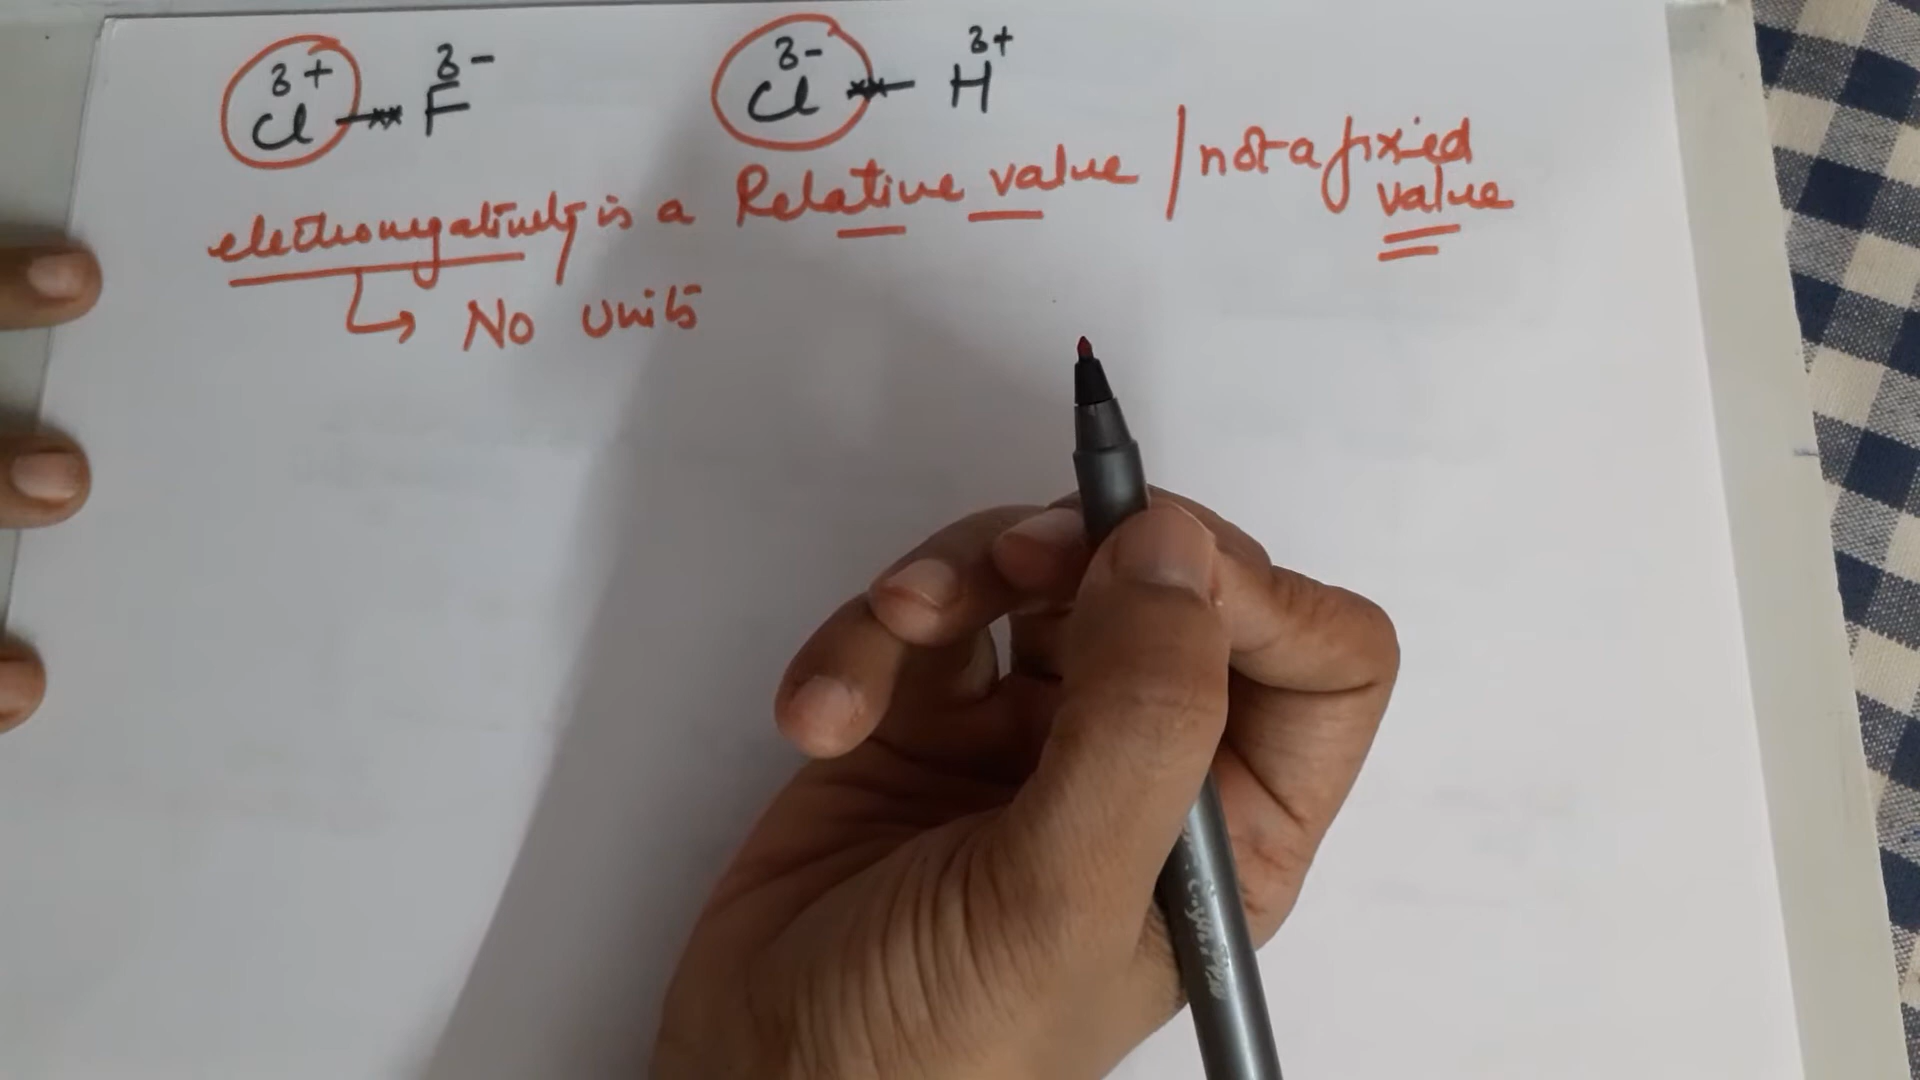 δ+ δ- δ- δ+
Cl F Cl H
electronegativity is a Relative value / not a fixed
value
→ No units